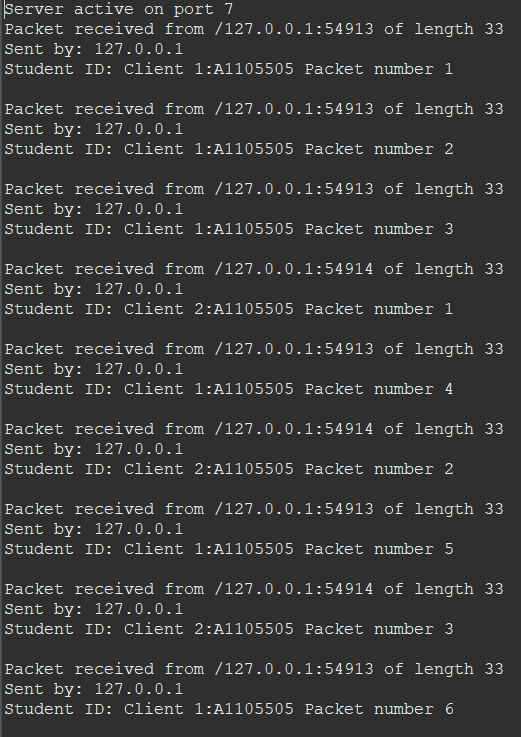 Server active on port 7
Packet received from /127.0.0.1:54913 of length 33
Sent by: 127.0.0.1
Student ID: Client 1:A1105505 Packet number 1
Packet received from /127.0.0.1:54913 of length 33
Sent by: 127.0.0.1
Student ID: Client 1:A1105505 Packet number 2
Packet received from /127.0.0.1:54913 of length 33
Sent by: 127.0.0.1
Student ID: Client 1:A1105505 Packet number 3
Packet received from /127.0.0.1:54914 of length 33
Sent by: 127.0.0.1
Student ID: Client 2:A1105505 Packet number 1
Packet received from /127.0.0.1:54913 of length 33
Sent by: 127.0.0.1
Student ID: Client 1:A1105505 Packet number 4
Packet received from /127.0.0.1:54914 of length 33
Sent by: 127.0.0.1
Student ID: Client 2:A1105505 Packet number 2
Packet received from /127.0.0.1:54913 of length 33
Sent by: 127.0.0.1
Student ID: Client 1:A1105505 Packet number 5
Packet received from /127.0.0.1:54914 of length 33
Sent by: 127.0.0.1
Student ID: Client 2:A1105505 Packet number 3
Packet received from /127.0.0.1:54913 of length 33
Sent by: 127.0.0.1
Student ID: Client 1:A1105505 Packet number 6